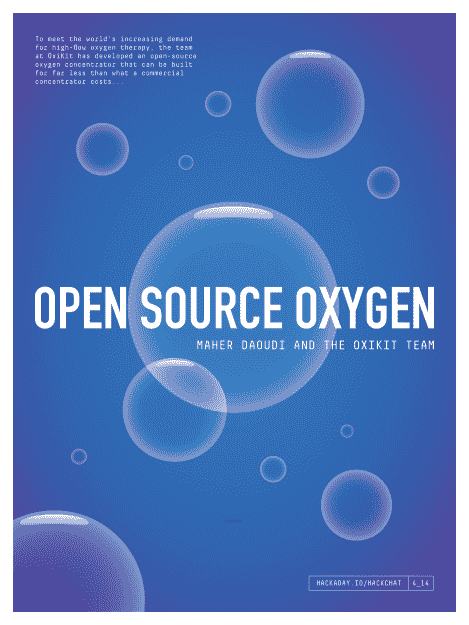 To meet the world's increasing demand
for high-flow oxygen therapy, the team
at OxiKit has developed an open-source
oxygen concentrator that can be built
for far less than what a commercial
concentrator costs...
OPEN SOURCE OXYGEN
MAHER DAOUDI AND THE OXIKIT TEAM
HACKADAY.IO/HACKCHAT 4_14